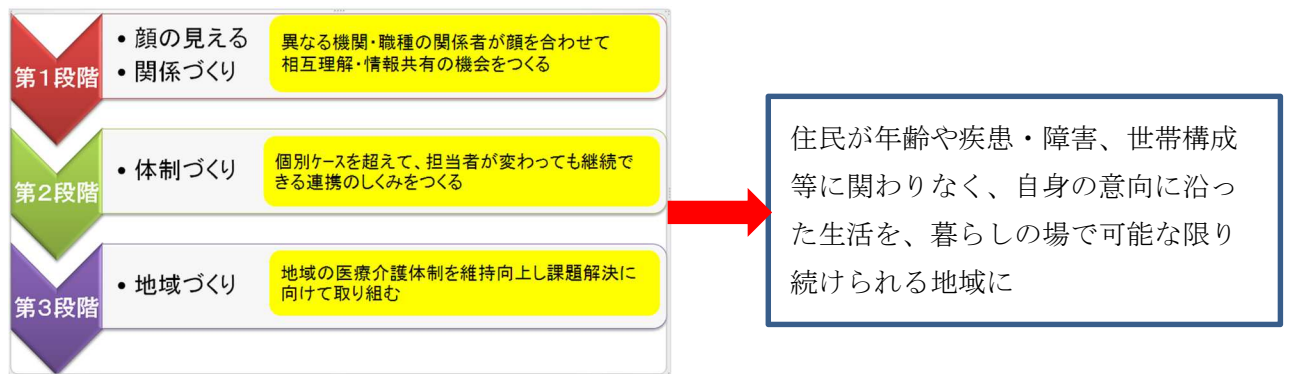 第1段階
・顔の見える
・関係づくり
異なる機関・職種の関係者が顔を合わせて
相互理解・情報共有の機会をつくる
第2段階
・体制づくり
個別ケースを超えて、担当者が変わっても継続で
きる連携のしくみをつくる
第3段階
・地域づくり
地域の医療介護体制を維持向上し課題解決に
向けて取り組む
住民が年齢や疾患・障害、世帯構成
等に関わりなく、自身の意向に沿っ
た生活を、暮らしの場で可能な限り
続けられる地域に